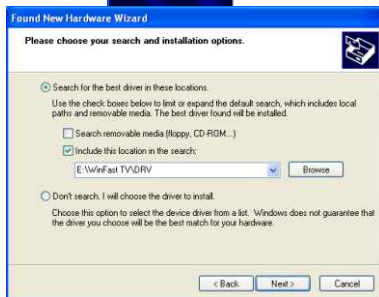 Found New Hardware Wizard
Please choose your search and installation options.
Search for the best driver in these locations.
Use the check boxes below to limit or expand the default search, which includes local
paths and removable media. The best driver found will be installed.
Search removable media (floppy, CD-ROM...)
Include this location in the search:
E:\WinFast TV\DRV
Browse
Don't search. I will choose the driver to install.
Choose this option to select the device driver from a list. Windows does not guarantee that
the driver you choose will be the best match for your hardware.
< Back
Next >
Cancel